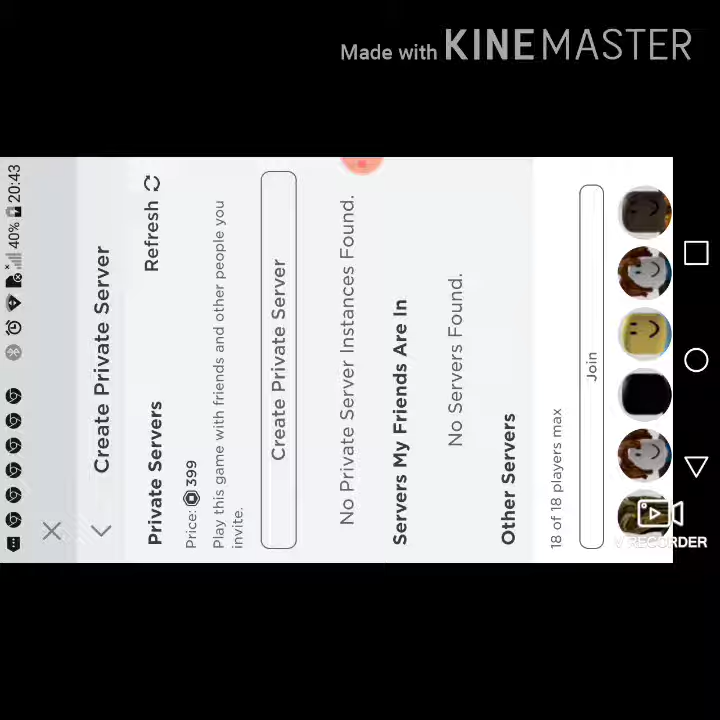 Made with KINEMASTER
40% 20:43
Create Private Server
Private Servers
Refresh
Price: 399
Play this game with friends and other people you
invite.
Create Private Server
No Private Server Instances Found.
Servers My Friends Are In
No Servers Found.
Other Servers
18 of 18 players max
Join
V RECORDER